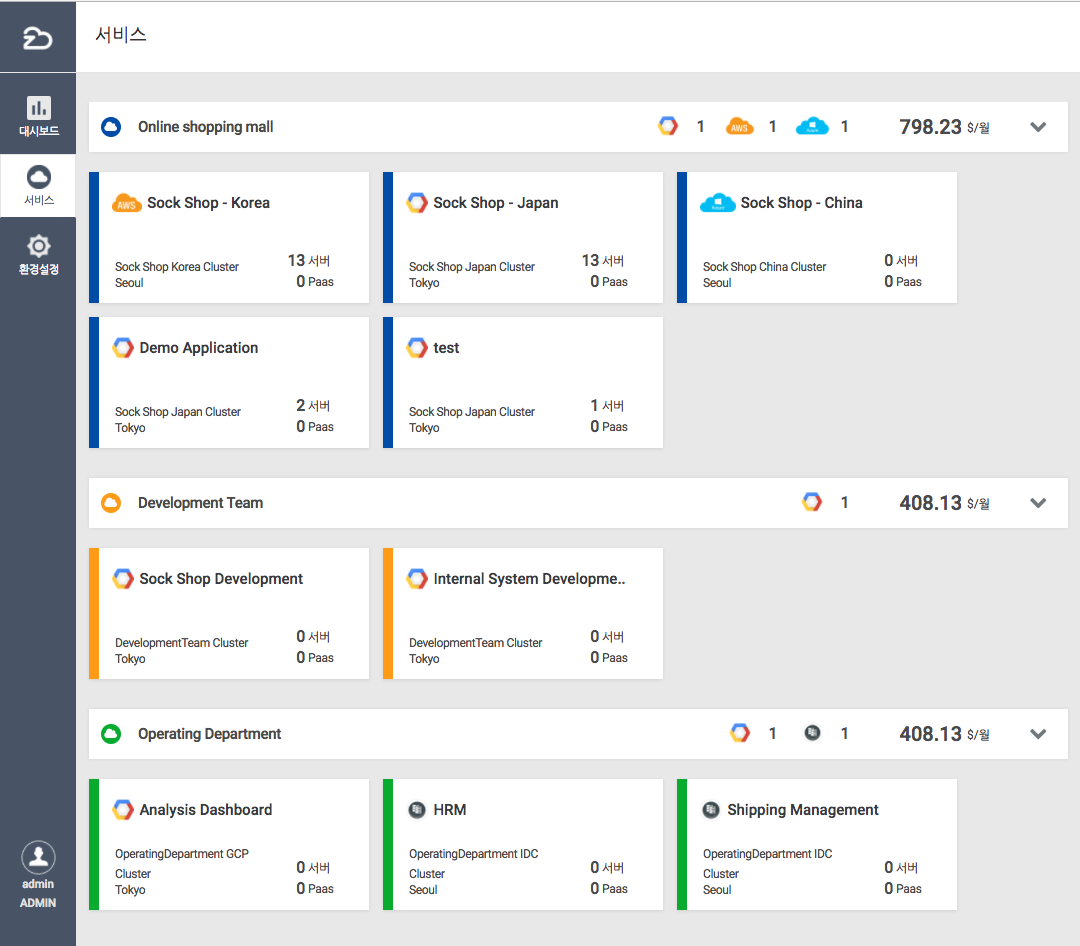 서비스
대시보드
서비스
환경설정
admin
ADMIN
Online shopping mall 1 AWS 1 1 798.23 $/월
AWS Sock Shop - Korea
Sock Shop Korea Cluster
Seoul
13 서버
0 Paas
Sock Shop - Japan
Sock Shop Japan Cluster
Tokyo
13 서버
0 Paas
Sock Shop - China
Sock Shop China Cluster
Seoul
0 서버
0 Paas
Demo Application
Sock Shop Japan Cluster
Tokyo
2 서버
0 Paas
test
Sock Shop Japan Cluster
Tokyo
1 서버
0 Paas
Development Team 1 408.13 $/월
Sock Shop Development
DevelopmentTeam Cluster
Tokyo
0 서버
0 Paas
Internal System Developme..
DevelopmentTeam Cluster
Tokyo
0 서버
0 Paas
Operating Department 1 1 408.13 $/월
Analysis Dashboard
OperatingDepartment GCP
Cluster
Tokyo
0 서버
0 Paas
HRM
OperatingDepartment IDC
Cluster
Seoul
0 서버
0 Paas
Shipping Management
OperatingDepartment IDC
Cluster
Seoul
0 서버
0 Paas